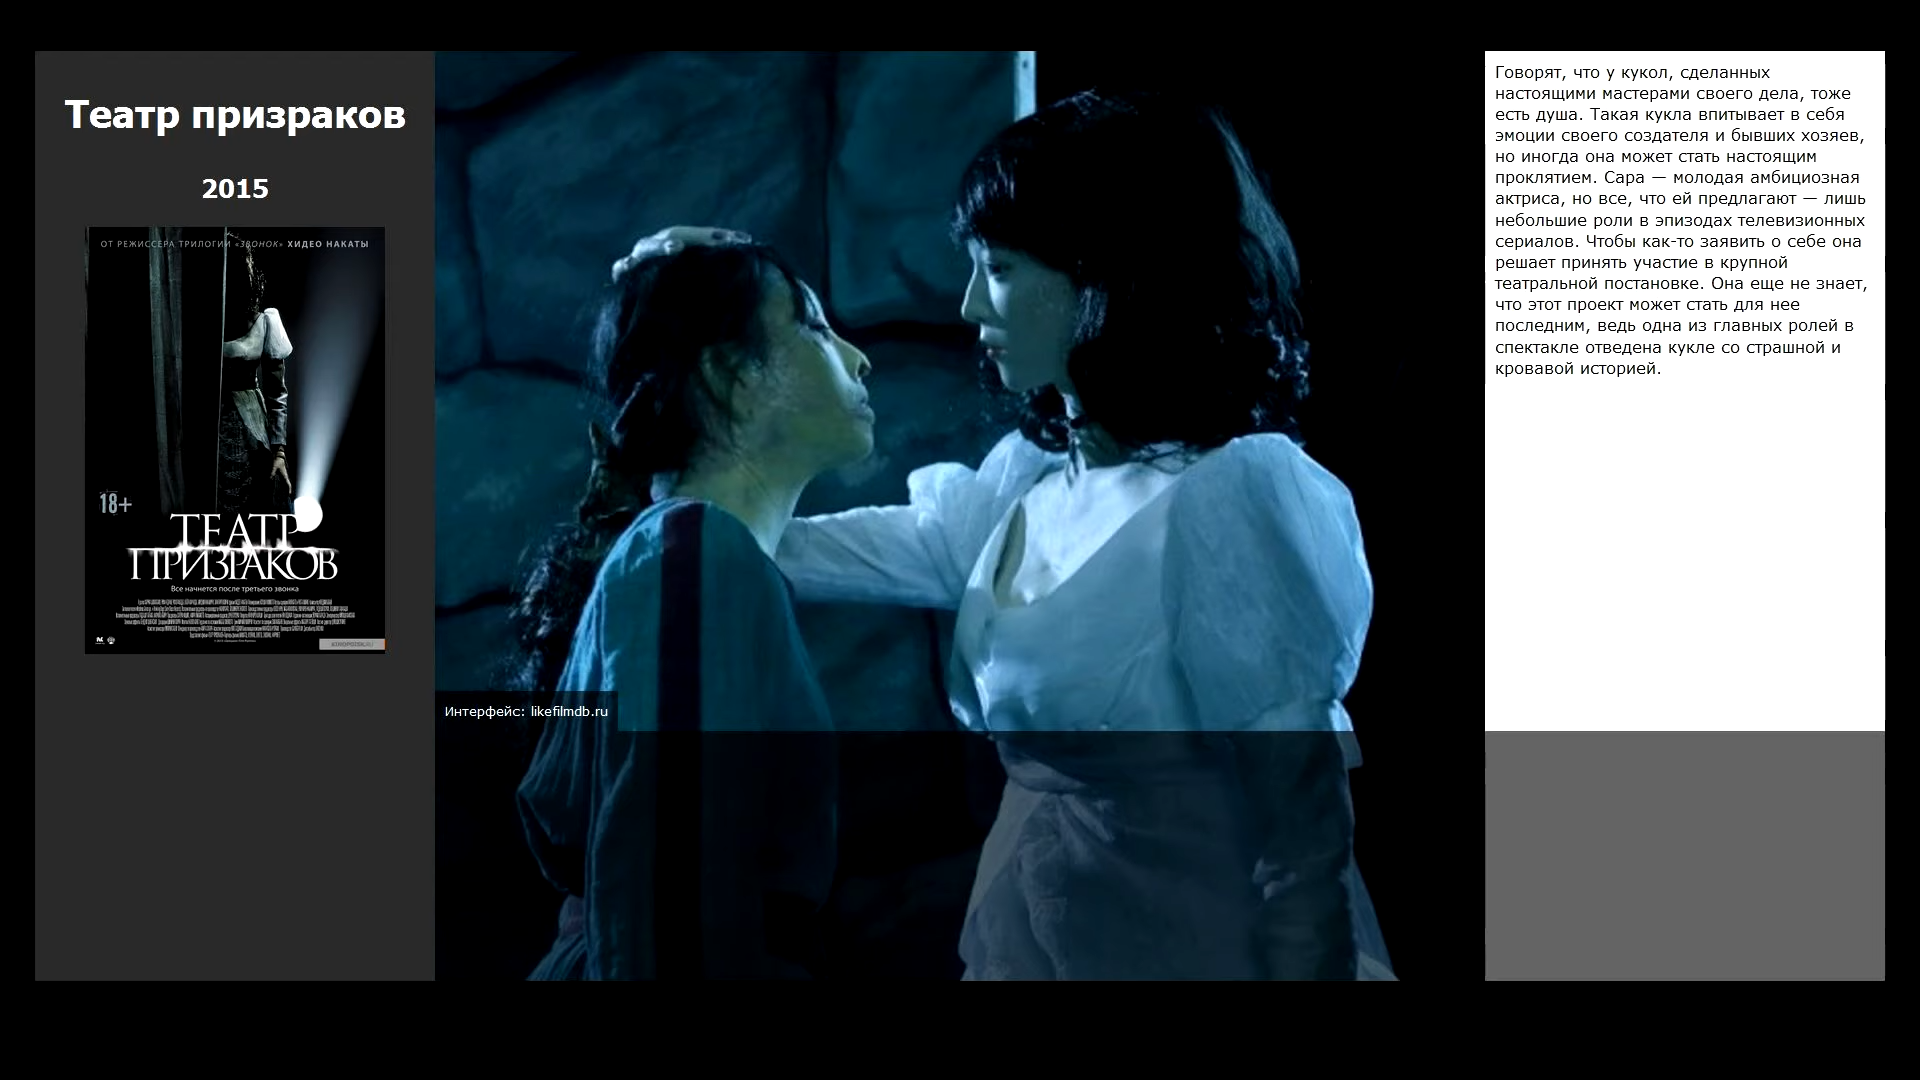 Театр призраков
2015
ОТ РЕЖИССЕРА ТРИЛОГИИ «ЗВОНОК» ХИДЕО НАКАТЫ
18+
ТЕАТР
ПРИЗРАКОВ
Все начнется после третьего звонка
KINOPOISK.RU
Интерфейс: likefilmdb.ru
Говорят, что у кукол, сделанных
настоящими мастерами своего дела, тоже
есть душа. Такая кукла впитывает в себя
эмоции своего создателя и бывших хозяев,
но иногда она может стать настоящим
проклятием. Сара — молодая амбициозная
актриса, но все, что ей предлагают — лишь
небольшие роли в эпизодах телевизионных
сериалов. Чтобы как-то заявить о себе она
решает принять участие в крупной
театральной постановке. Она еще не знает,
что этот проект может стать для нее
последним, ведь одна из главных ролей в
спектакле отведена кукле со страшной и
кровавой историей.